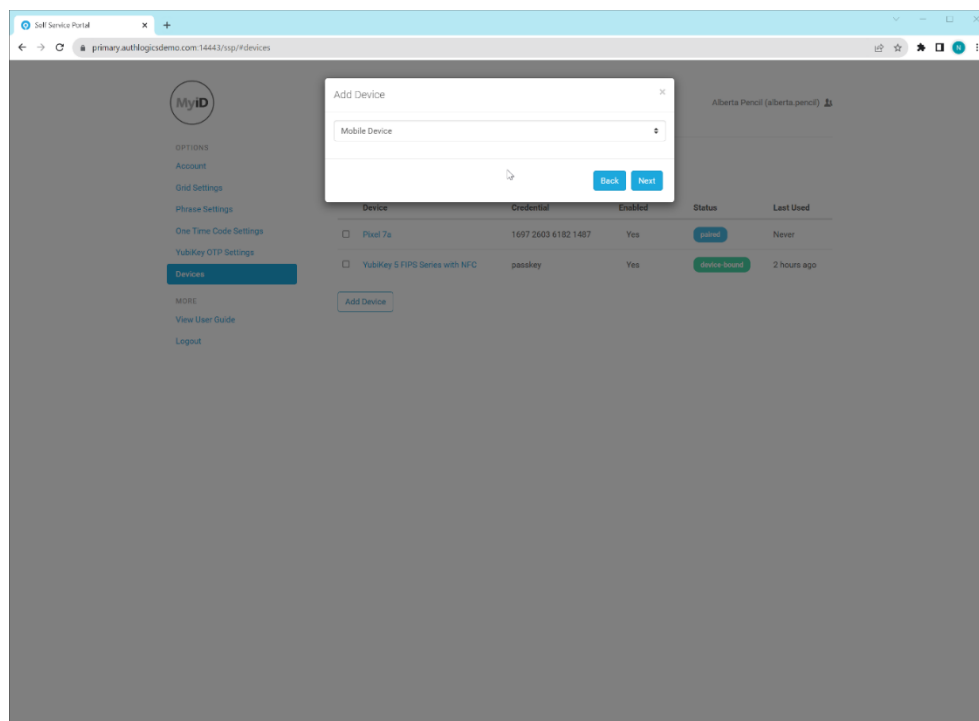 Self Service Portal
primary.authlogicsdemo.com:14443/ssp/#devices
N
MyiD
Add Device
Alberta Pencil (alberta.pencil)
Mobile Device
Back Next
OPTIONS
Account
Grid Settings
Phrase Settings
One Time Code Settings
YubiKey OTP Settings
Devices
MORE
View User Guide
Logout
Device Credential Enabled Status Last Used
Pixel 7a 1697 2603 6182 1487 Yes paired Never
YubiKey 5 FIPS Series with NFC passkey Yes device-bound 2 hours ago
Add Device